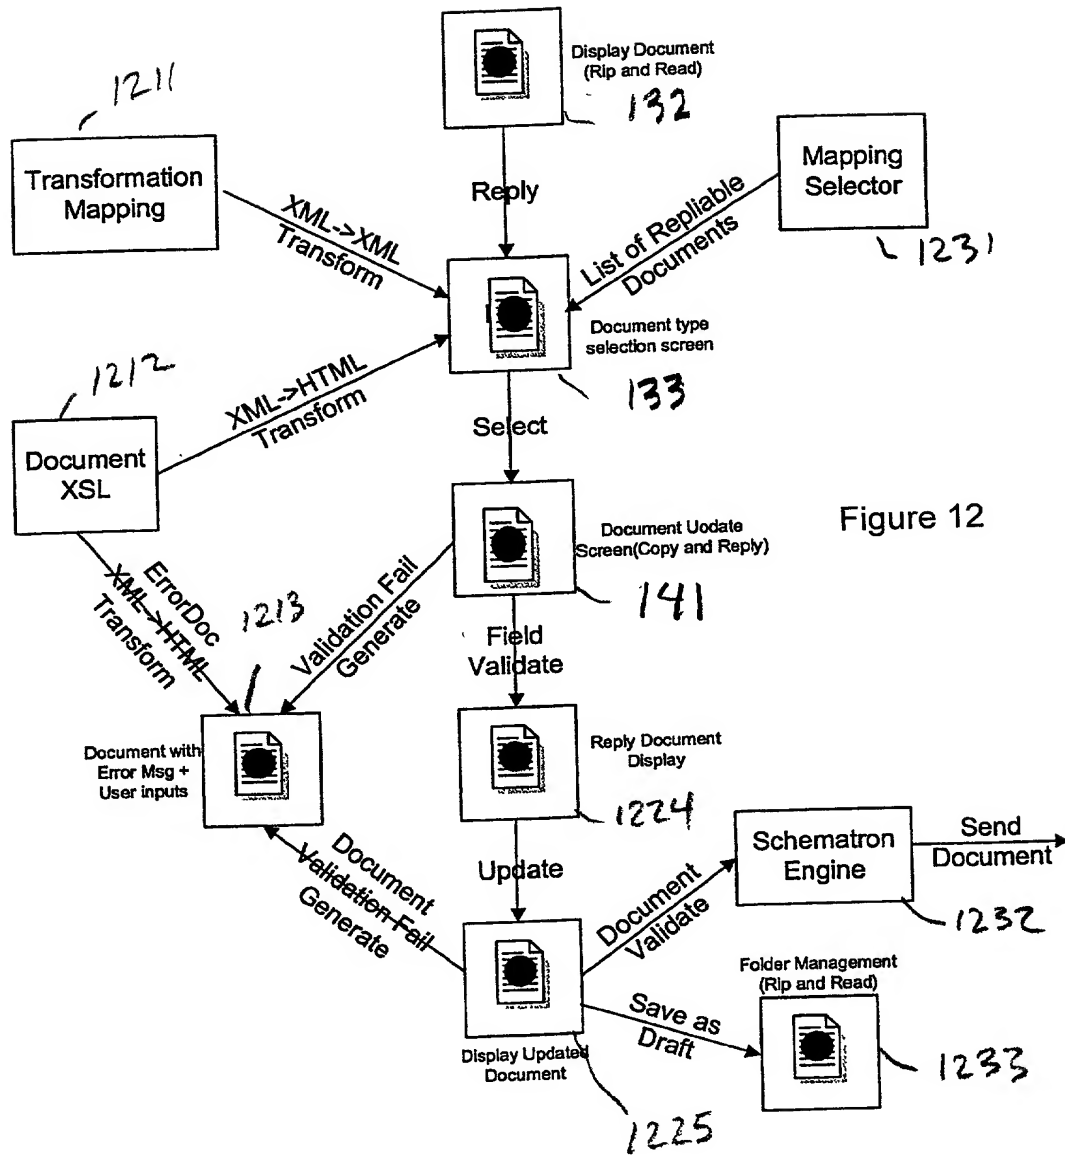 Display Document
(Rip and Read)
132
1211
Transformation
Mapping
Reply
Mapping
Selector
1231
XML->XML
Transform
List of Repliable
Documents
Document type
selection screen
133
1212
XML->HTML
Transform
Select
Document
XSL
Figure 12
Document Uodate
Screen(Copy and Reply)
141
ErrorDoc
XML->HTML
Transform
1213
Validation Fail
Generate
Field
Validate
Document with
Error Msg +
User inputs
Reply Document
Display
1224
Document
Validation Fail
Generate
Update
Document
Validate
Schematron
Engine
Send
Document
1232
Folder Management
(Rip and Read)
Save as
Draft
Display Updated
Document
1233
1225